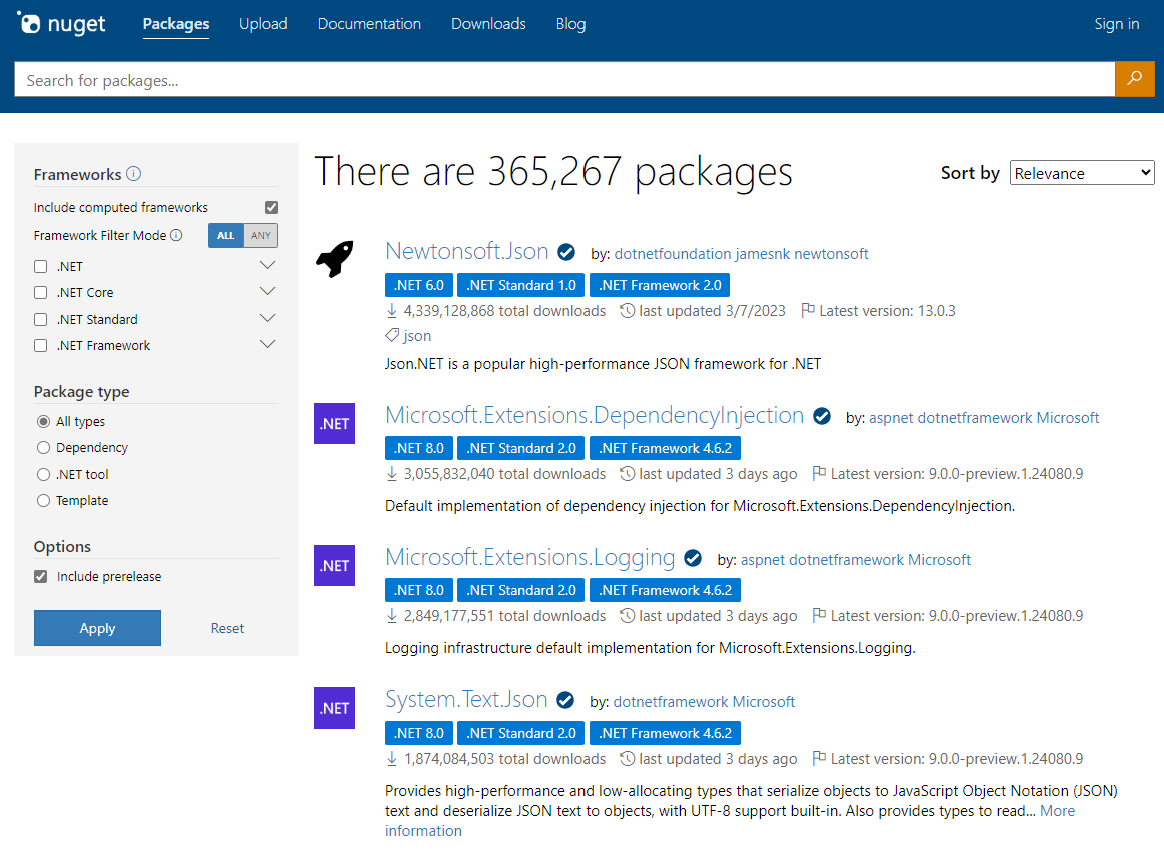 nuget Packages Upload Documentation Downloads Blog Sign in
Search for packages...
Frameworks
Include computed frameworks
Framework Filter Mode ALL ANY
.NET
.NET Core
.NET Standard
.NET Framework
Package type
All types
Dependency
.NET tool
Template
Options
Include prerelease
Apply Reset
There are 365,267 packages
Sort by Relevance
Newtonsoft.Json by: dotnetfoundation jamesnk newtonsoft
.NET 6.0 .NET Standard 1.0 .NET Framework 2.0
4,339,128,868 total downloads last updated 3/7/2023 Latest version: 13.0.3
json
Json.NET is a popular high-performance JSON framework for .NET
.NET
Microsoft.Extensions.DependencyInjection by: aspnet dotnetframework Microsoft
.NET 8.0 .NET Standard 2.0 .NET Framework 4.6.2
3,055,832,040 total downloads last updated 3 days ago Latest version: 9.0.0-preview.1.24080.9
Default implementation of dependency injection for Microsoft.Extensions.DependencyInjection.
.NET
Microsoft.Extensions.Logging by: aspnet dotnetframework Microsoft
.NET 8.0 .NET Standard 2.0 .NET Framework 4.6.2
2,849,177,551 total downloads last updated 3 days ago Latest version: 9.0.0-preview.1.24080.9
Logging infrastructure default implementation for Microsoft.Extensions.Logging.
.NET
System.Text.Json by: dotnetframework Microsoft
.NET 8.0 .NET Standard 2.0 .NET Framework 4.6.2
1,874,084,503 total downloads last updated 3 days ago Latest version: 9.0.0-preview.1.24080.9
Provides high-performance and low-allocating types that serialize objects to JavaScript Object Notation (JSON)
text and deserialize JSON text to objects, with UTF-8 support built-in. Also provides types to read... More
information